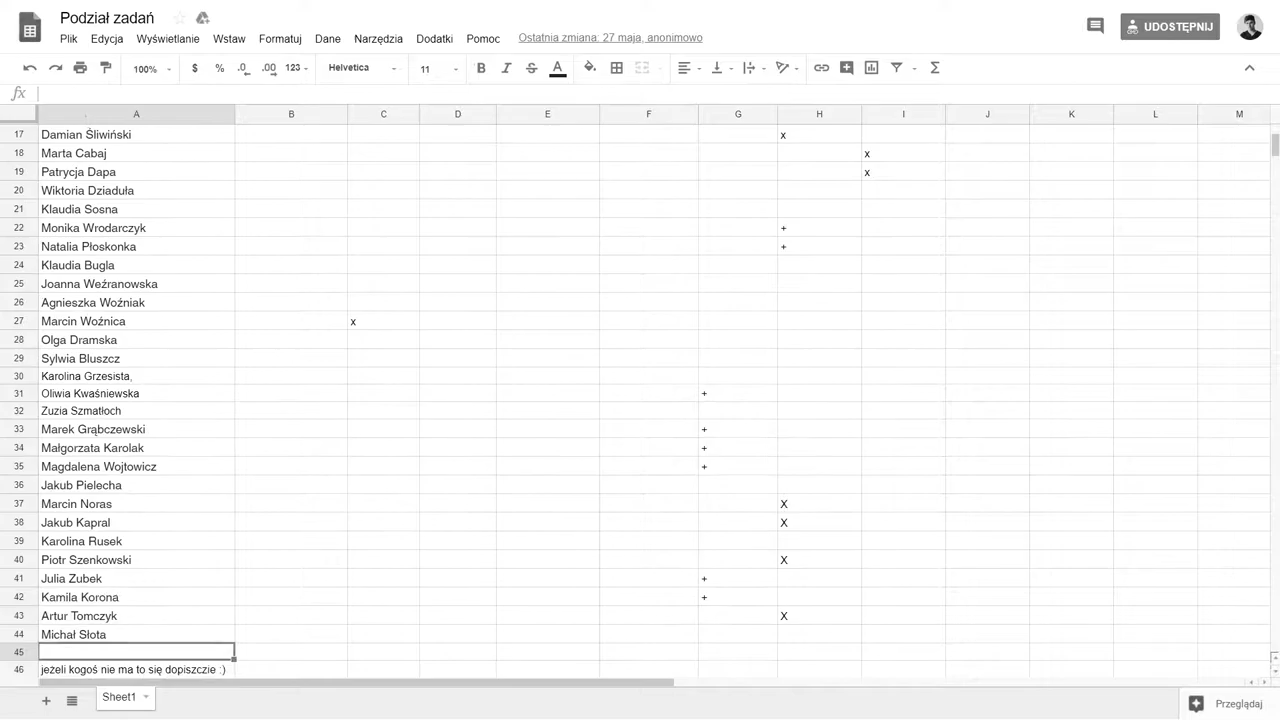 Podział zadań
Plik Edycja Wyświetlanie Wstaw Formatuj Dane Narzędzia Dodatki Pomoc Ostatnia zmiana: 27 maja, anonimowo
UDOSTĘPNIJ
100% $ % .0 .00 123 Helvetica 11 B I S A Σ
fx
A B C D E F G H I J K L M
17 Damian Śliwiński x
18 Marta Cabaj x
19 Patrycja Dapa x
20 Wiktoria Dziaduła
21 Klaudia Sosna
22 Monika Wrodarczyk +
23 Natalia Płoskonka +
24 Klaudia Bugla
25 Joanna Weźranowska
26 Agnieszka Woźniak
27 Marcin Woźnica x
28 Olga Dramska
29 Sylwia Bluszcz
30 Karolina Grzesista,
31 Oliwia Kwaśniewska +
32 Zuzia Szmatłoch
33 Marek Grąbczewski +
34 Małgorzata Karolak +
35 Magdalena Wojtowicz +
36 Jakub Pielecha
37 Marcin Noras X
38 Jakub Kapral X
39 Karolina Rusek
40 Piotr Szenkowski X
41 Julia Zubek +
42 Kamila Korona +
43 Artur Tomczyk X
44 Michał Słota
45
46 jeżeli kogoś nie ma to się dopiszczie :)
+ Sheet1 Przeglądaj